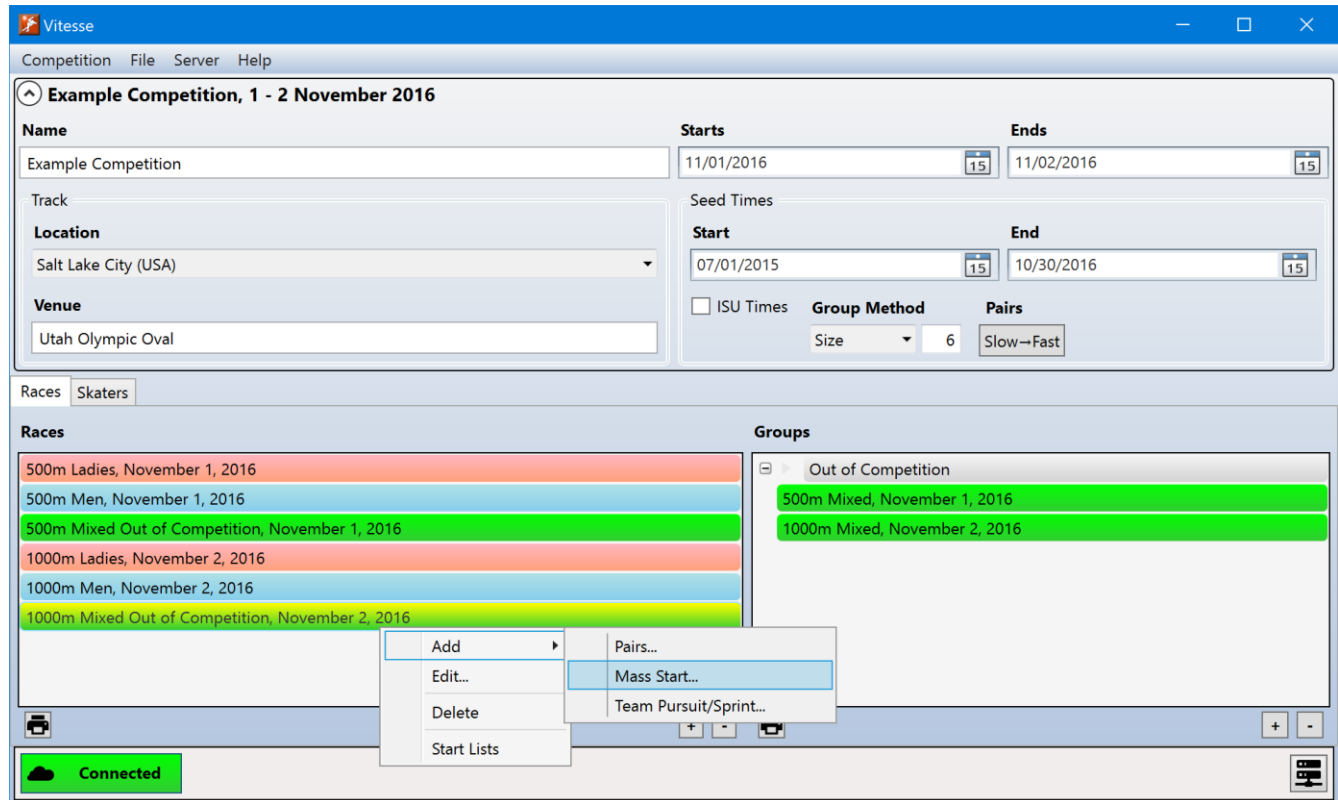 Vitesse
Competition File Server Help
Example Competition, 1 - 2 November 2016
Name Starts Ends
Example Competition 11/01/2016 15 11/02/2016 15
Track Seed Times
Location Start End
Salt Lake City (USA) 07/01/2015 15 10/30/2016 15
Venue ISU Times Group Method Pairs
Utah Olympic Oval Size 6 Slow→Fast
Races Skaters
Races Groups
500m Ladies, November 1, 2016 Out of Competition
500m Men, November 1, 2016 500m Mixed, November 1, 2016
500m Mixed Out of Competition, November 1, 2016 1000m Mixed, November 2, 2016
1000m Ladies, November 2, 2016
1000m Men, November 2, 2016
1000m Mixed Out of Competition, November 2, 2016
Add Pairs...
Edit... Mass Start...
Delete Team Pursuit/Sprint...
+ - + -
Start Lists
Connected